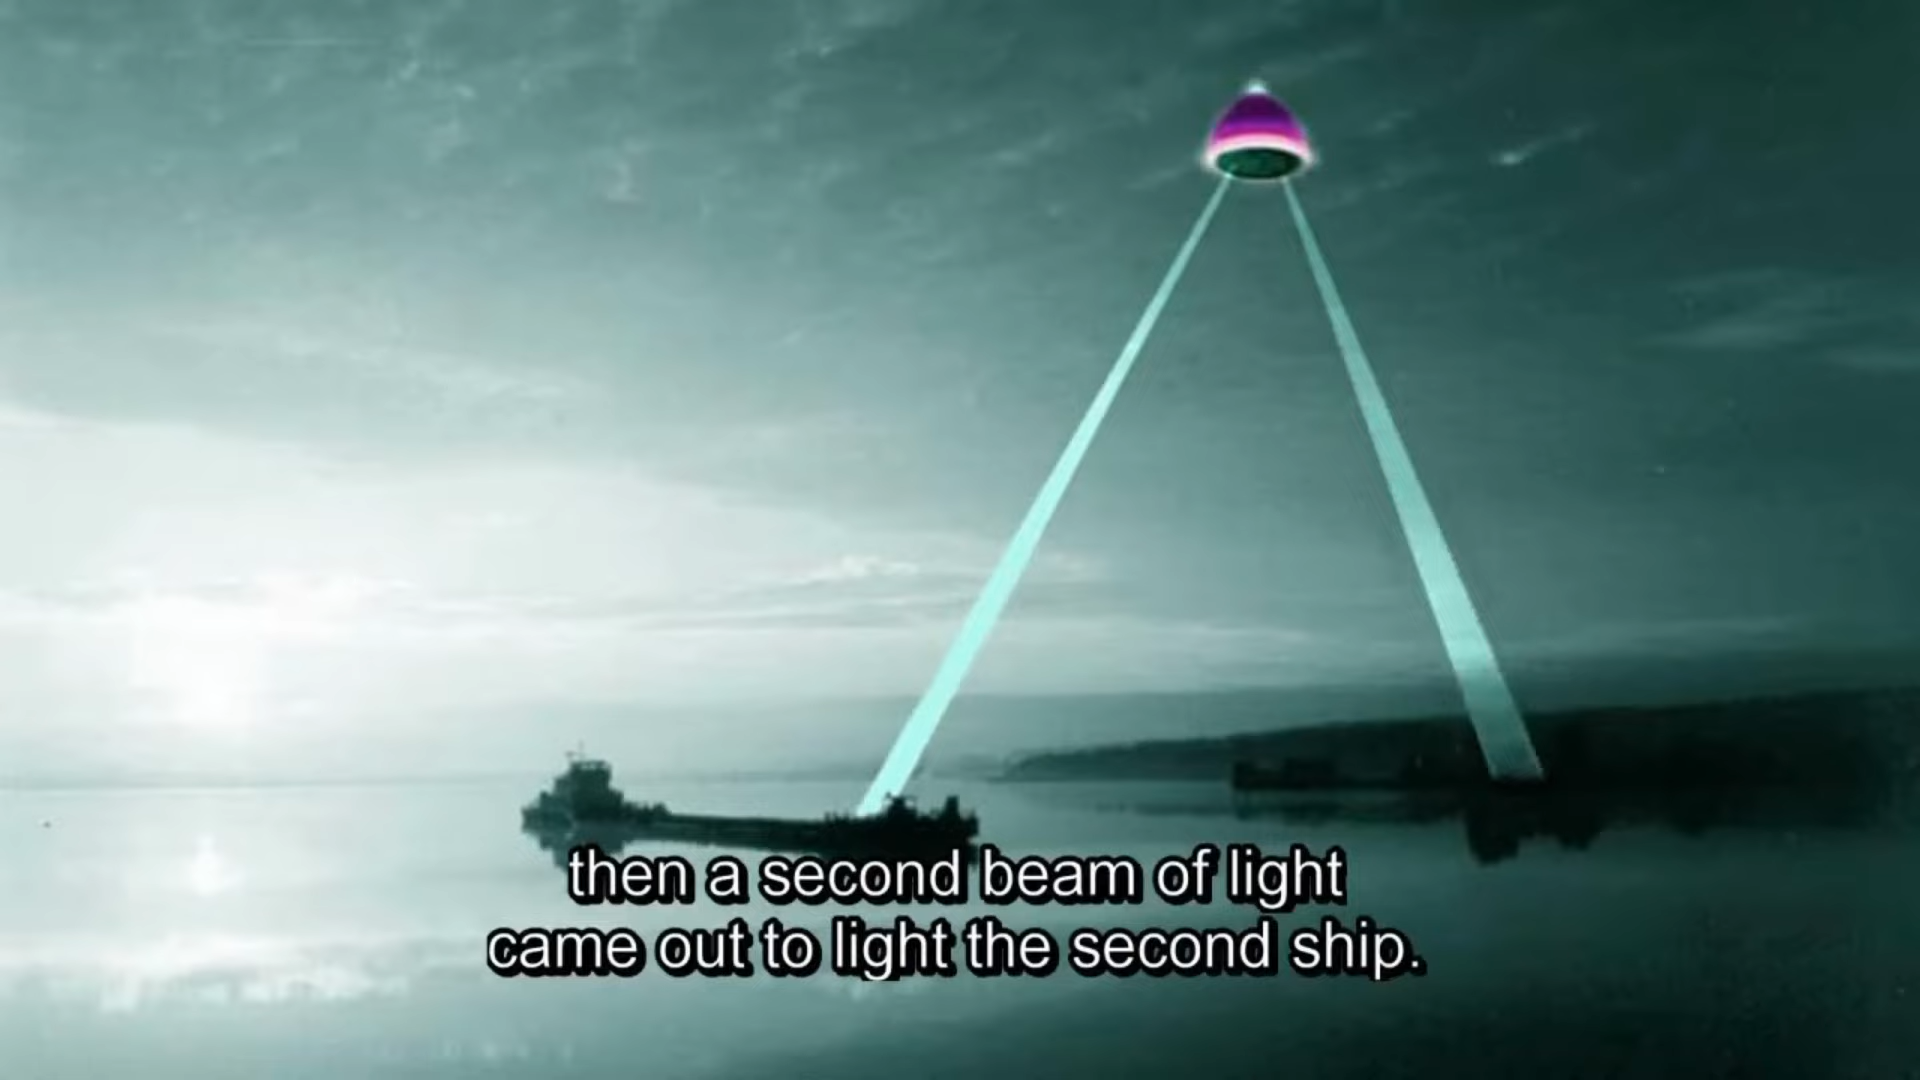 then a second beam of light
came out to light the second ship.